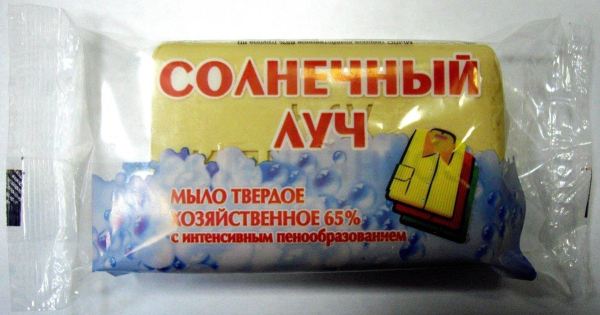 СОЛНЕЧНЫЙ
ЛУЧ
МЫЛО ТВЕРДОЕ
ХОЗЯЙСТВЕННОЕ 65%
с интенсивным пенообразованием